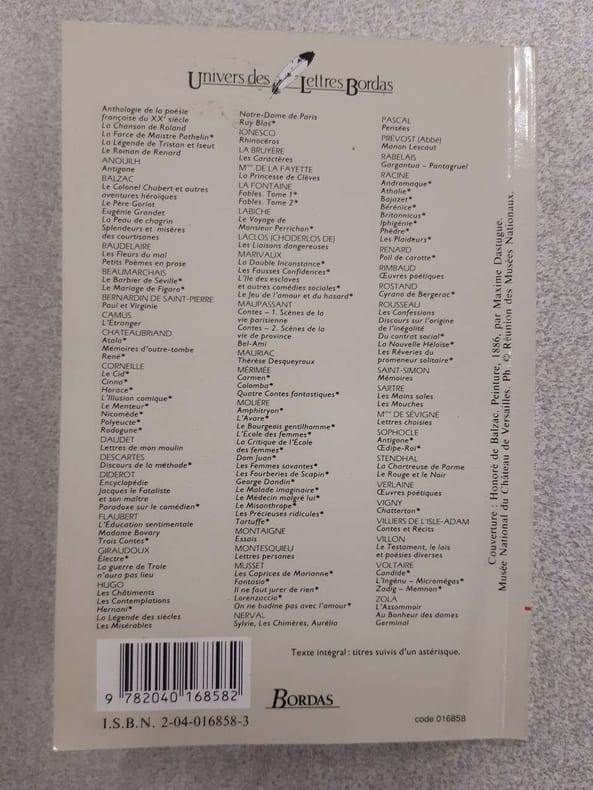 Univers des Lettres Bordas
Anthologie de la poésie
française du XXe siècle
La Chanson de Roland
La Farce de Maistre Pathelin*
La Légende de Tristan et Iseut
Le Roman de Renard
ANOUILH
Antigone
BALZAC
Le Colonel Chabert et autres
aventures héroïques
Le Père Goriot
Eugénie Grandet
La Peau de chagrin
Splendeurs et misères
des courtisanes
BAUDELAIRE
Les Fleurs du mal
Petits Poèmes en prose
BEAUMARCHAIS
Le Barbier de Séville*
Le Mariage de Figaro*
BERNARDIN DE SAINT-PIERRE
Paul et Virginie
CAMUS
L'Étranger
CHATEAUBRIAND
Atala*
Mémoires d'outre-tombe
René*
CORNEILLE
Le Cid*
Cinna*
Horace*
L'Illusion comique*
Le Menteur*
Nicomède*
Polyeucte*
Rodogune*
DAUDET
Lettres de mon moulin
DESCARTES
Discours de la méthode*
DIDEROT
Encyclopédie
Jacques le Fataliste
et son maître
Paradoxe sur le comédien*
FLAUBERT
L'Éducation sentimentale
Madame Bovary
Trois Contes*
GIRAUDOUX
Électre*
La guerre de Troie
n'aura pas lieu
HUGO
Les Châtiments
Les Contemplations
Hernani*
La Légende des siècles
Les Misérables
Notre-Dame de Paris
Ruy Blas*
IONESCO
Rhinocéros
LA BRUYÈRE
Les Caractères
Mme DE LA FAYETTE
La Princesse de Clèves
LA FONTAINE
Fables. Tome 1*
Fables. Tome 2*
LABICHE
Le Voyage de
Monsieur Perrichon*
LACLOS (CHODERLOS DE)
Les Liaisons dangereuses
MARIVAUX
La Double Inconstance*
Les Fausses Confidences*
L'Île des esclaves
et autres comédies sociales*
Le Jeu de l'amour et du hasard*
MAUPASSANT
Contes – 1. Scènes de la
vie parisienne
Contes – 2. Scènes de la
vie de province
Bel-Ami
MAURIAC
Thérèse Desqueyroux
MÉRIMÉE
Carmen*
Colomba*
Quatre Contes fantastiques*
MOLIÈRE
Amphitryon*
L'Avare*
Le Bourgeois gentilhomme*
L'École des femmes*
La Critique de l'École
des femmes*
Dom Juan*
Les Femmes savantes*
Les Fourberies de Scapin*
George Dandin*
Le Malade imaginaire*
Le Médecin malgré lui*
Le Misanthrope*
Les Précieuses ridicules*
Tartuffe*
MONTAIGNE
Essais
MONTESQUIEU
Lettres persanes
MUSSET
Les Caprices de Marianne*
Fantasio*
Il ne faut jurer de rien*
Lorenzaccio*
On ne badine pas avec l'amour*
NERVAL
Sylvie, Les Chimères, Aurélia
PASCAL
Pensées
PRÉVOST (Abbé)
Manon Lescaut
RABELAIS
Gargantua – Pantagruel
RACINE
Andromaque*
Athalie*
Bajazet*
Bérénice*
Britannicus*
Iphigénie*
Phèdre*
Les Plaideurs*
RENARD
Poil de carotte*
RIMBAUD
Œuvres poétiques
ROSTAND
Cyrano de Bergerac*
ROUSSEAU
Les Confessions
Discours sur l'origine
de l'inégalité
Du contrat social*
La Nouvelle Héloïse*
Les Rêveries du
promeneur solitaire*
SAINT-SIMON
Mémoires
SARTRE
Les Mains sales
Les Mouches
Mme DE SÉVIGNÉ
Lettres choisies
SOPHOCLE
Antigone*
Œdipe-Roi*
STENDHAL
La Chartreuse de Parme
Le Rouge et le Noir
VERLAINE
Œuvres poétiques
VIGNY
Chatterton*
VILLIERS DE L'ISLE-ADAM
Contes et Récits
VILLON
Le Testament, le lais
et poésies diverses
VOLTAIRE
Candide*
L'Ingénu – Micromégas*
Zadig – Memnon*
ZOLA
L'Assommoir
Au Bonheur des dames
Germinal
Couverture : Honoré de Balzac. Peinture, 1886, par Maxime Dastugue.
Musée National du Château de Versailles. Ph © Réunion des Musées Nationaux.
Texte intégral : titres suivis d'un astérisque.
9 782040 168582
BORDAS
I.S.B.N. 2-04-016858-3
code 016858